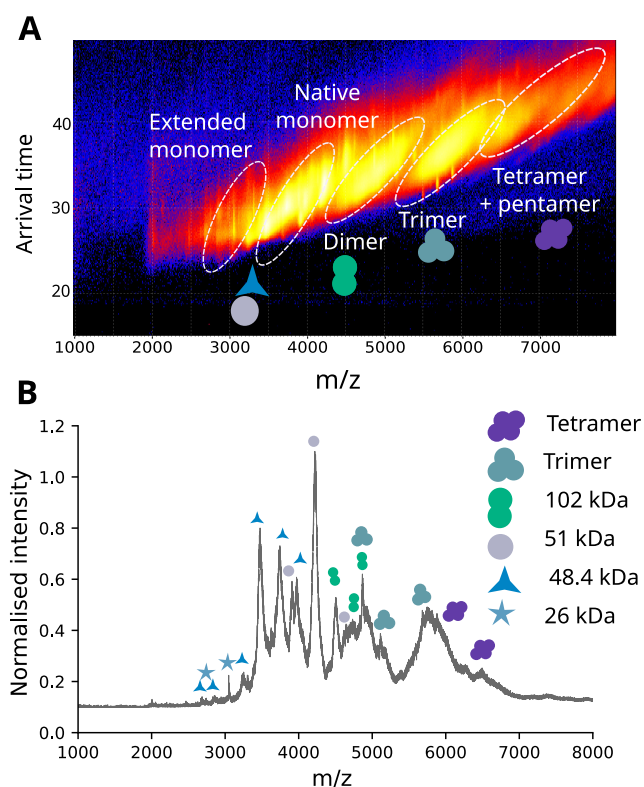 A
Arrival time
40
30
20
Extended
monomer
Native
monomer
Dimer
Trimer
Tetramer
+ pentamer
1000 2000 3000 4000 5000 6000 7000
m/z
B
Normalised intensity
1.2
1.0
0.8
0.6
0.4
0.2
0.0
Tetramer
Trimer
102 kDa
51 kDa
48.4 kDa
26 kDa
1000 2000 3000 4000 5000 6000 7000 8000
m/z